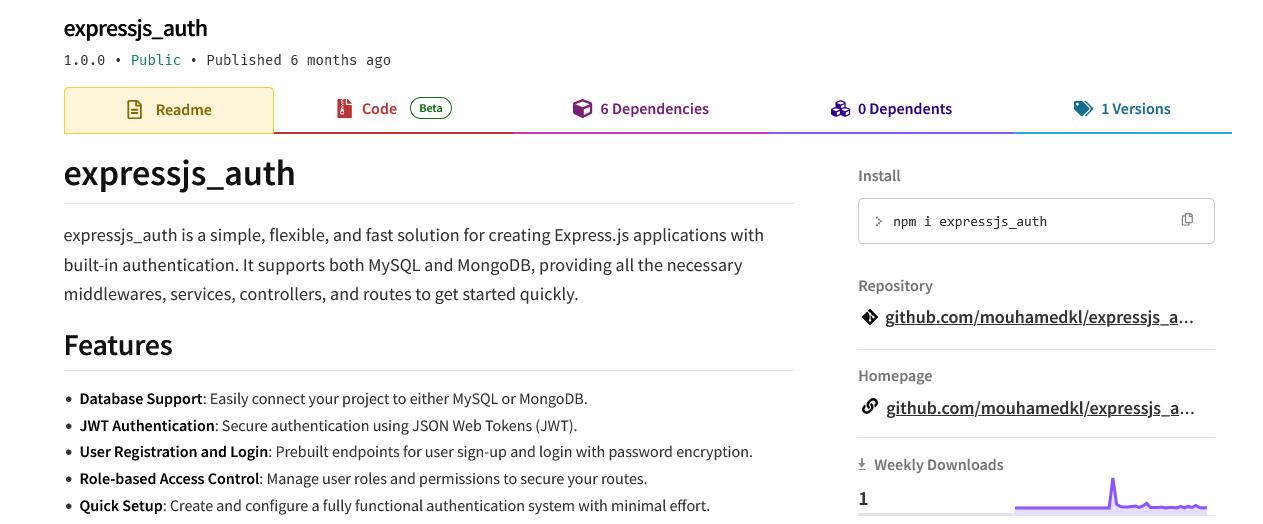 expressjs_auth
1.0.0 • Public • Published 6 months ago
Readme
Code Beta
6 Dependencies
0 Dependents
1 Versions
expressjs_auth
expressjs_auth is a simple, flexible, and fast solution for creating Express.js applications with
built-in authentication. It supports both MySQL and MongoDB, providing all the necessary
middlewares, services, controllers, and routes to get started quickly.
Features
• Database Support: Easily connect your project to either MySQL or MongoDB.
• JWT Authentication: Secure authentication using JSON Web Tokens (JWT).
• User Registration and Login: Prebuilt endpoints for user sign-up and login with password encryption.
• Role-based Access Control: Manage user roles and permissions to secure your routes.
• Quick Setup: Create and configure a fully functional authentication system with minimal effort.
Install
> npm i expressjs_auth
Repository
github.com/mouhamedkl/expressjs_a...
Homepage
github.com/mouhamedkl/expressjs_a...
Weekly Downloads
1